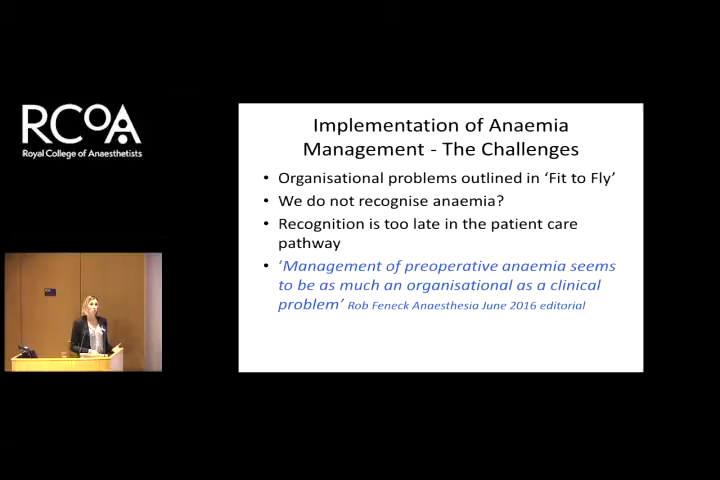 RCOA
Royal College of Anaesthetists
Implementation of Anaemia
Management - The Challenges
• Organisational problems outlined in ‘Fit to Fly’
• We do not recognise anaemia?
• Recognition is too late in the patient care
pathway
• ‘Management of preoperative anaemia seems
to be as much an organisational as a clinical
problem’ Rob Feneck Anaesthesia June 2016 editorial